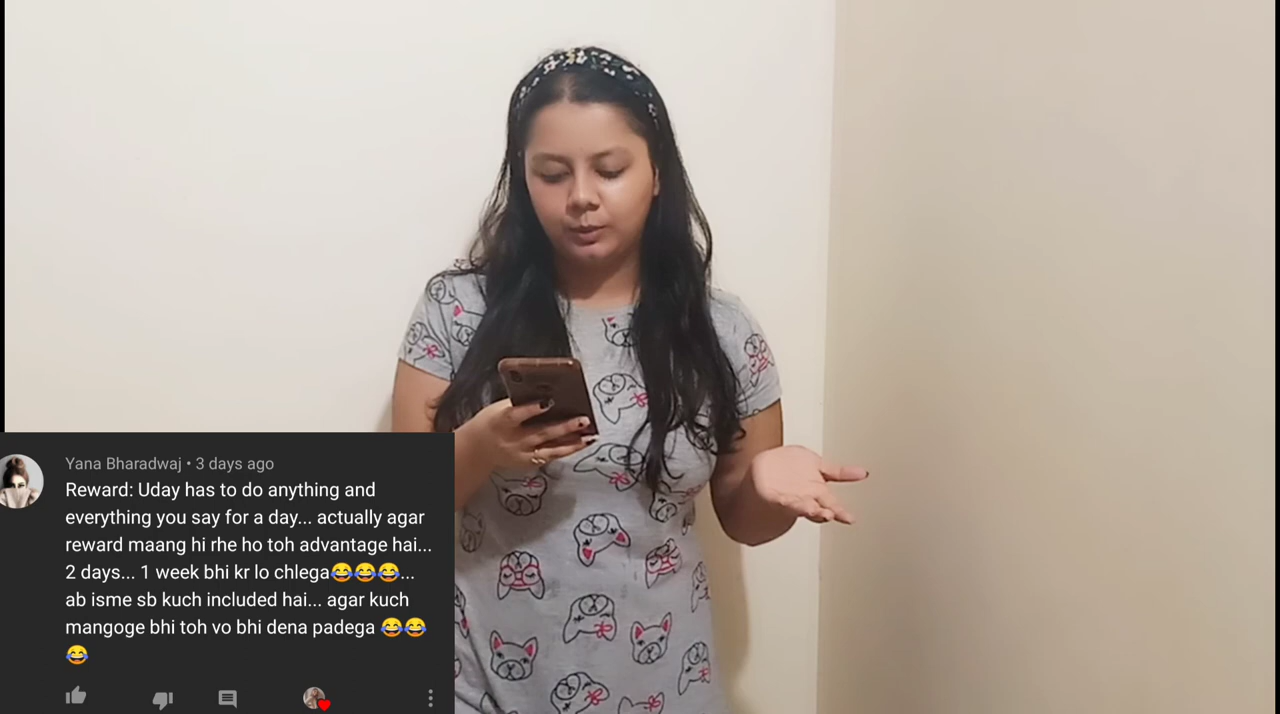 Yana Bharadwaj • 3 days ago
Reward: Uday has to do anything and
everything you say for a day... actually agar
reward maang hi rhe ho toh advantage hai...
2 days... 1 week bhi kr lo chlega😂😂😂...
ab isme sb kuch included hai... agar kuch
mangoge bhi toh vo bhi dena padega 😂😂
😂